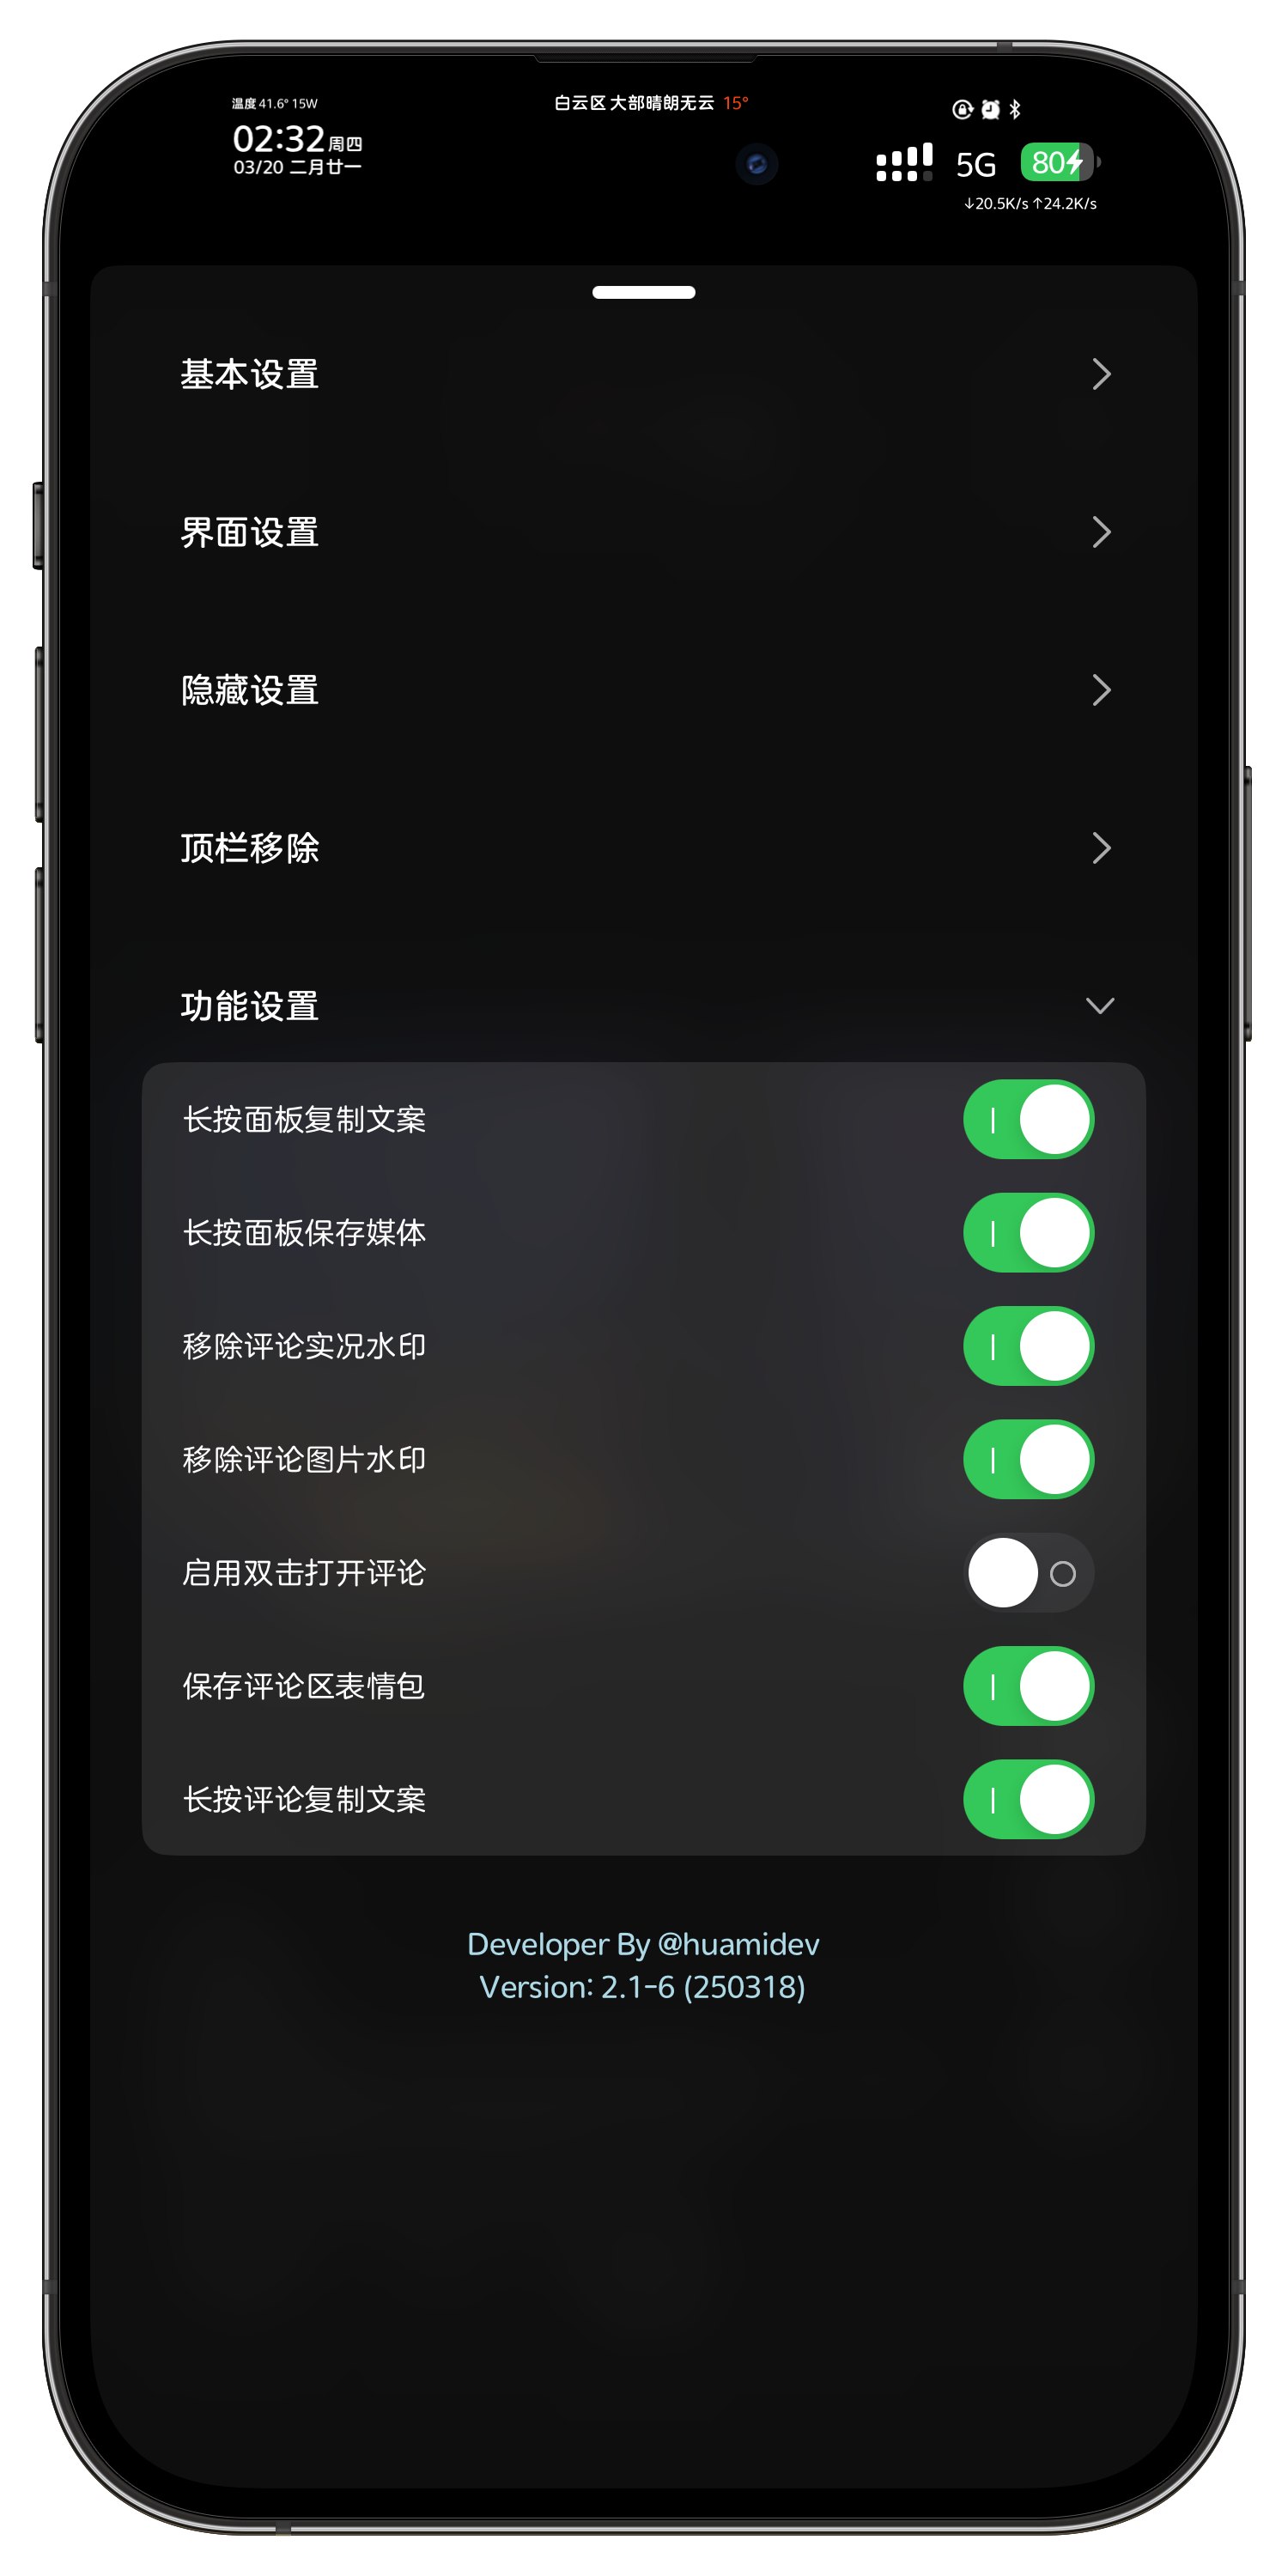 温度 41.6° 15W
白云区 大部晴朗无云 15°
02:32 周四
03/20 二月廿一
5G 80
↓20.5K/s ↑24.2K/s
基本设置
界面设置
隐藏设置
顶栏移除
功能设置
长按面板复制文案
长按面板保存媒体
移除评论实况水印
移除评论图片水印
启用双击打开评论
保存评论区表情包
长按评论复制文案
Developer By @huamidev
Version: 2.1-6 (250318)